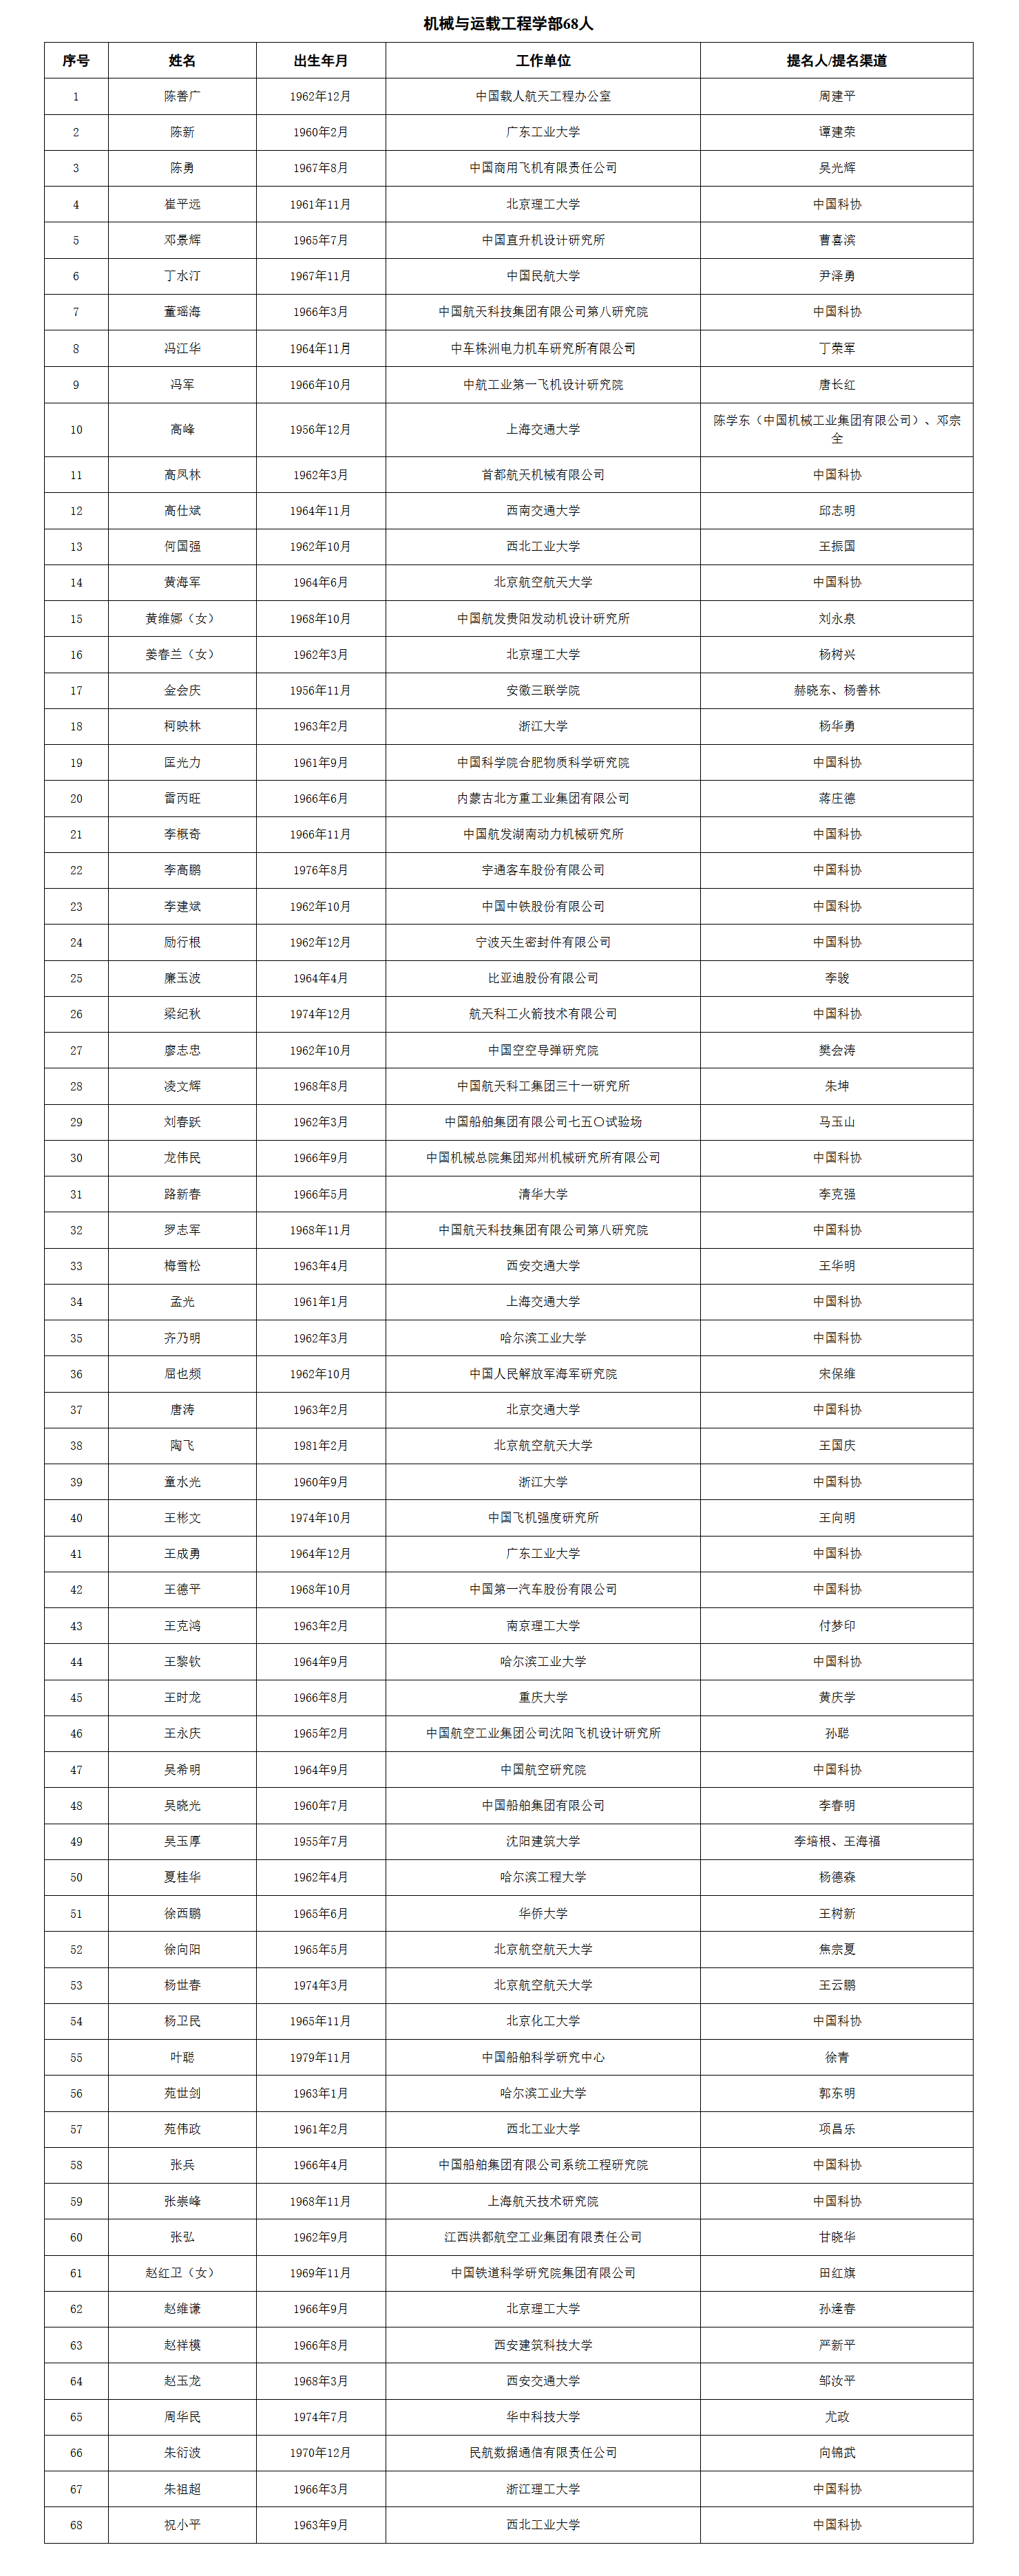 机械与运载工程学部68人
序号 姓名 出生年月 工作单位 提名人/提名渠道
1 陈善广 1962年12月 中国载人航天工程办公室 周建平
2 陈新 1960年2月 广东工业大学 谭建荣
3 陈勇 1967年8月 中国商用飞机有限责任公司 吴光辉
4 崔平远 1961年11月 北京理工大学 中国科协
5 邓景辉 1965年7月 中国直升机设计研究所 曹喜滨
6 丁水汀 1967年11月 中国民航大学 尹泽勇
7 董瑶海 1966年3月 中国航天科技集团有限公司第八研究院 中国科协
8 冯江华 1964年11月 中车株洲电力机车研究所有限公司 丁荣军
9 冯军 1966年10月 中航工业第一飞机设计研究院 唐长红
10 高峰 1956年12月 上海交通大学 陈学东（中国机械工业集团有限公司）、邓宗
全
11 高凤林 1962年3月 首都航天机械有限公司 中国科协
12 高仕斌 1964年11月 西南交通大学 邱志明
13 何国强 1962年10月 西北工业大学 王振国
14 黄海军 1964年6月 北京航空航天大学 中国科协
15 黄维娜（女） 1968年10月 中国航发贵阳发动机设计研究所 刘永泉
16 姜春兰（女） 1962年3月 北京理工大学 杨树兴
17 金会庆 1956年11月 安徽三联学院 赫晓东、杨善林
18 柯映林 1963年2月 浙江大学 杨华勇
19 匡光力 1961年9月 中国科学院合肥物质科学研究院 中国科协
20 雷丙旺 1966年6月 内蒙古北方重工业集团有限公司 蒋庄德
21 李概奇 1966年11月 中国航发湖南动力机械研究所 中国科协
22 李高鹏 1976年8月 宇通客车股份有限公司 中国科协
23 李建斌 1962年10月 中国中铁股份有限公司 中国科协
24 励行根 1962年12月 宁波天生密封件有限公司 中国科协
25 廉玉波 1964年4月 比亚迪股份有限公司 李骏
26 梁纪秋 1974年12月 航天科工火箭技术有限公司 中国科协
27 廖志忠 1962年10月 中国空空导弹研究院 樊会涛
28 凌文辉 1968年8月 中国航天科工集团三十一研究所 朱坤
29 刘春跃 1962年3月 中国船舶集团有限公司七五〇试验场 马玉山
30 龙伟民 1966年9月 中国机械总院集团郑州机械研究所有限公司 中国科协
31 路新春 1966年5月 清华大学 李克强
32 罗志军 1968年11月 中国航天科技集团有限公司第八研究院 中国科协
33 梅雪松 1963年4月 西安交通大学 王华明
34 孟光 1961年1月 上海交通大学 中国科协
35 齐乃明 1962年3月 哈尔滨工业大学 中国科协
36 屈也频 1962年10月 中国人民解放军海军研究院 宋保维
37 唐涛 1963年2月 北京交通大学 中国科协
38 陶飞 1981年2月 北京航空航天大学 王国庆
39 童水光 1960年9月 浙江大学 中国科协
40 王彬文 1974年10月 中国飞机强度研究所 王向明
41 王成勇 1964年12月 广东工业大学 中国科协
42 王德平 1968年10月 中国第一汽车股份有限公司 中国科协
43 王克鸿 1963年2月 南京理工大学 付梦印
44 王黎钦 1964年9月 哈尔滨工业大学 中国科协
45 王时龙 1966年8月 重庆大学 黄庆学
46 王永庆 1965年2月 中国航空工业集团公司沈阳飞机设计研究所 孙聪
47 吴希明 1964年9月 中国航空研究院 中国科协
48 吴晓光 1960年7月 中国船舶集团有限公司 李春明
49 吴玉厚 1955年7月 沈阳建筑大学 李培根、王海福
50 夏桂华 1962年4月 哈尔滨工程大学 杨德森
51 徐西鹏 1965年6月 华侨大学 王树新
52 徐向阳 1965年5月 北京航空航天大学 焦宗夏
53 杨世春 1974年3月 北京航空航天大学 王云鹏
54 杨卫民 1965年11月 北京化工大学 中国科协
55 叶聪 1979年11月 中国船舶科学研究中心 徐青
56 苑世剑 1963年1月 哈尔滨工业大学 郭东明
57 苑伟政 1961年2月 西北工业大学 项昌乐
58 张兵 1966年4月 中国船舶集团有限公司系统工程研究院 中国科协
59 张崇峰 1968年11月 上海航天技术研究院 中国科协
60 张弘 1962年9月 江西洪都航空工业集团有限责任公司 甘晓华
61 赵红卫（女） 1969年11月 中国铁道科学研究院集团有限公司 田红旗
62 赵维谦 1966年9月 北京理工大学 孙逢春
63 赵祥模 1966年8月 西安建筑科技大学 严新平
64 赵玉龙 1968年3月 西安交通大学 邹汝平
65 周华民 1974年7月 华中科技大学 尤政
66 朱衍波 1970年12月 民航数据通信有限责任公司 向锦武
67 朱祖超 1966年3月 浙江理工大学 中国科协
68 祝小平 1963年9月 西北工业大学 中国科协